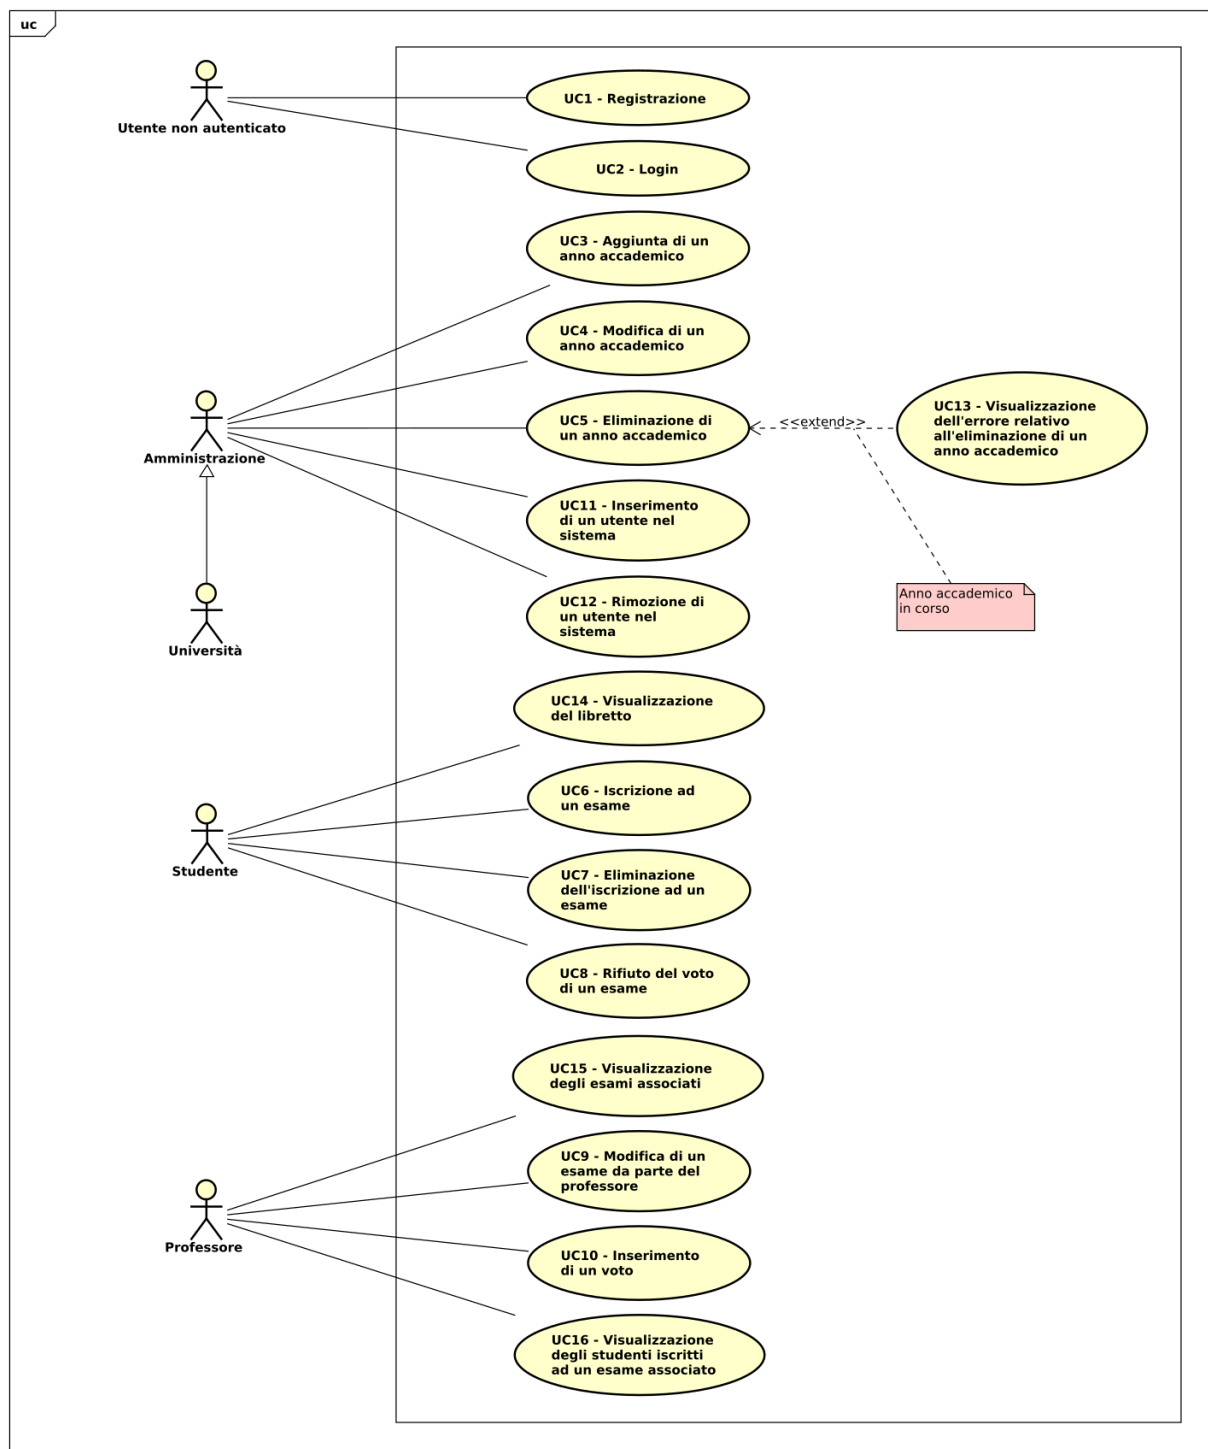 uc
Utente non autenticato
UC1 - Registrazione
UC2 - Login
UC3 - Aggiunta di un
anno accademico
UC4 - Modifica di un
anno accademico
Amministrazione
UC5 - Eliminazione di
un anno accademico
<<extend>>
UC13 - Visualizzazione
dell'errore relativo
all'eliminazione di un
anno accademico
UC11 - Inserimento
di un utente nel
sistema
Anno accademico
in corso
Università
UC12 - Rimozione di
un utente nel
sistema
UC14 - Visualizzazione
del libretto
UC6 - Iscrizione ad
un esame
Studente
UC7 - Eliminazione
dell'iscrizione ad un
esame
UC8 - Rifiuto del voto
di un esame
UC15 - Visualizzazione
degli esami associati
UC9 - Modifica di un
esame da parte del
professore
Professore
UC10 - Inserimento
di un voto
UC16 - Visualizzazione
degli studenti iscritti
ad un esame associato